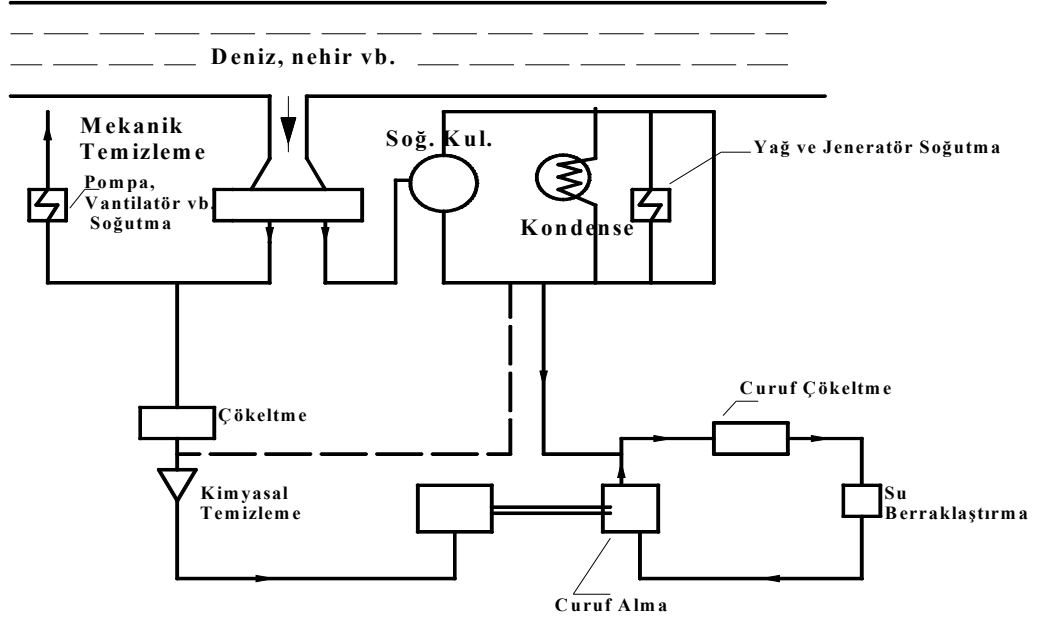 Deniz, nehir vb.
Mekanik
Temizleme
Soğ. Kul.
Yağ ve Jeneratör Soğutma
Pompa,
Vantilatör vb.
Soğutma
Kondense
Curuf Çökeltme
Çökeltme
Kimyasal
Temizleme
Su
Berraklaştırma
Curuf Alma